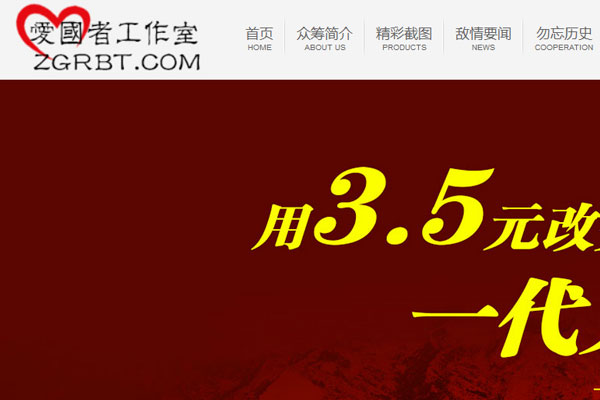 愛國者工作室
ZGRBT.COM
首页 众筹简介 精彩截图 敌情要闻 勿忘历史
HOME ABOUT US PRODUCTS NEWS COOPERATION
用3.5元改
一代